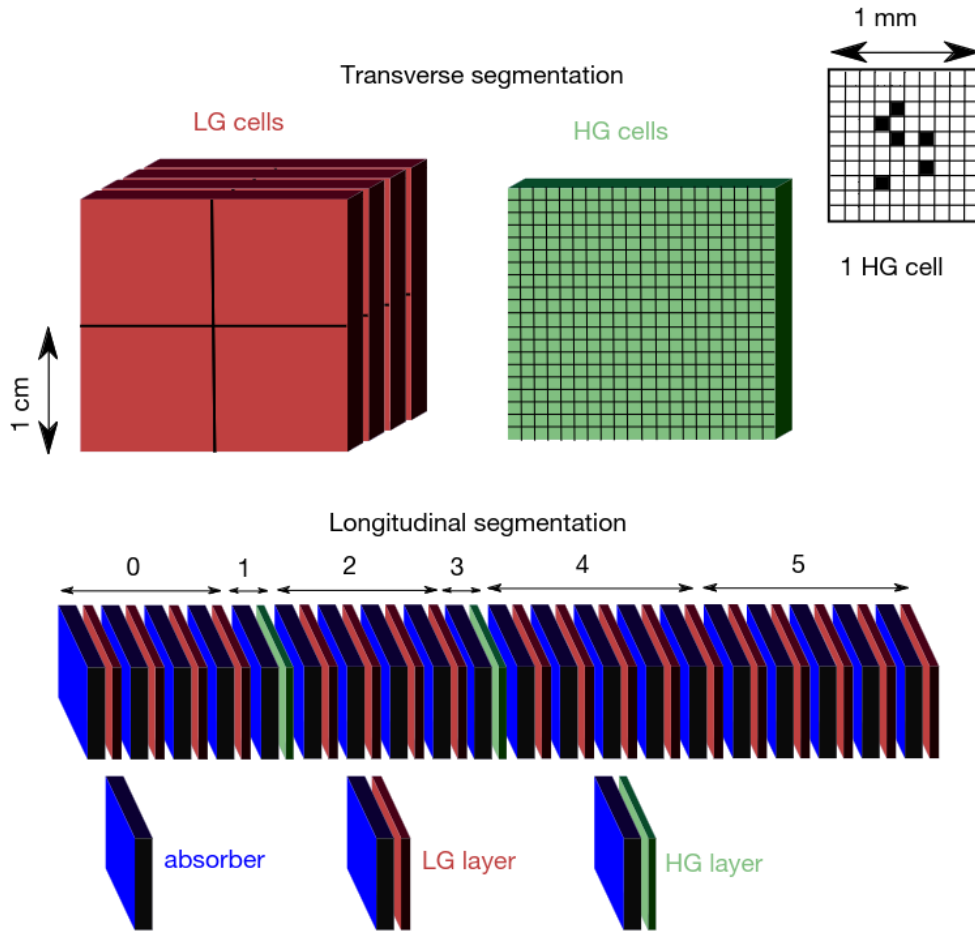 1 mm
Transverse segmentation
LG cells
HG cells
1 HG cell
1 cm
Longitudinal segmentation
0 1 2 3 4 5
absorber
LG layer
HG layer